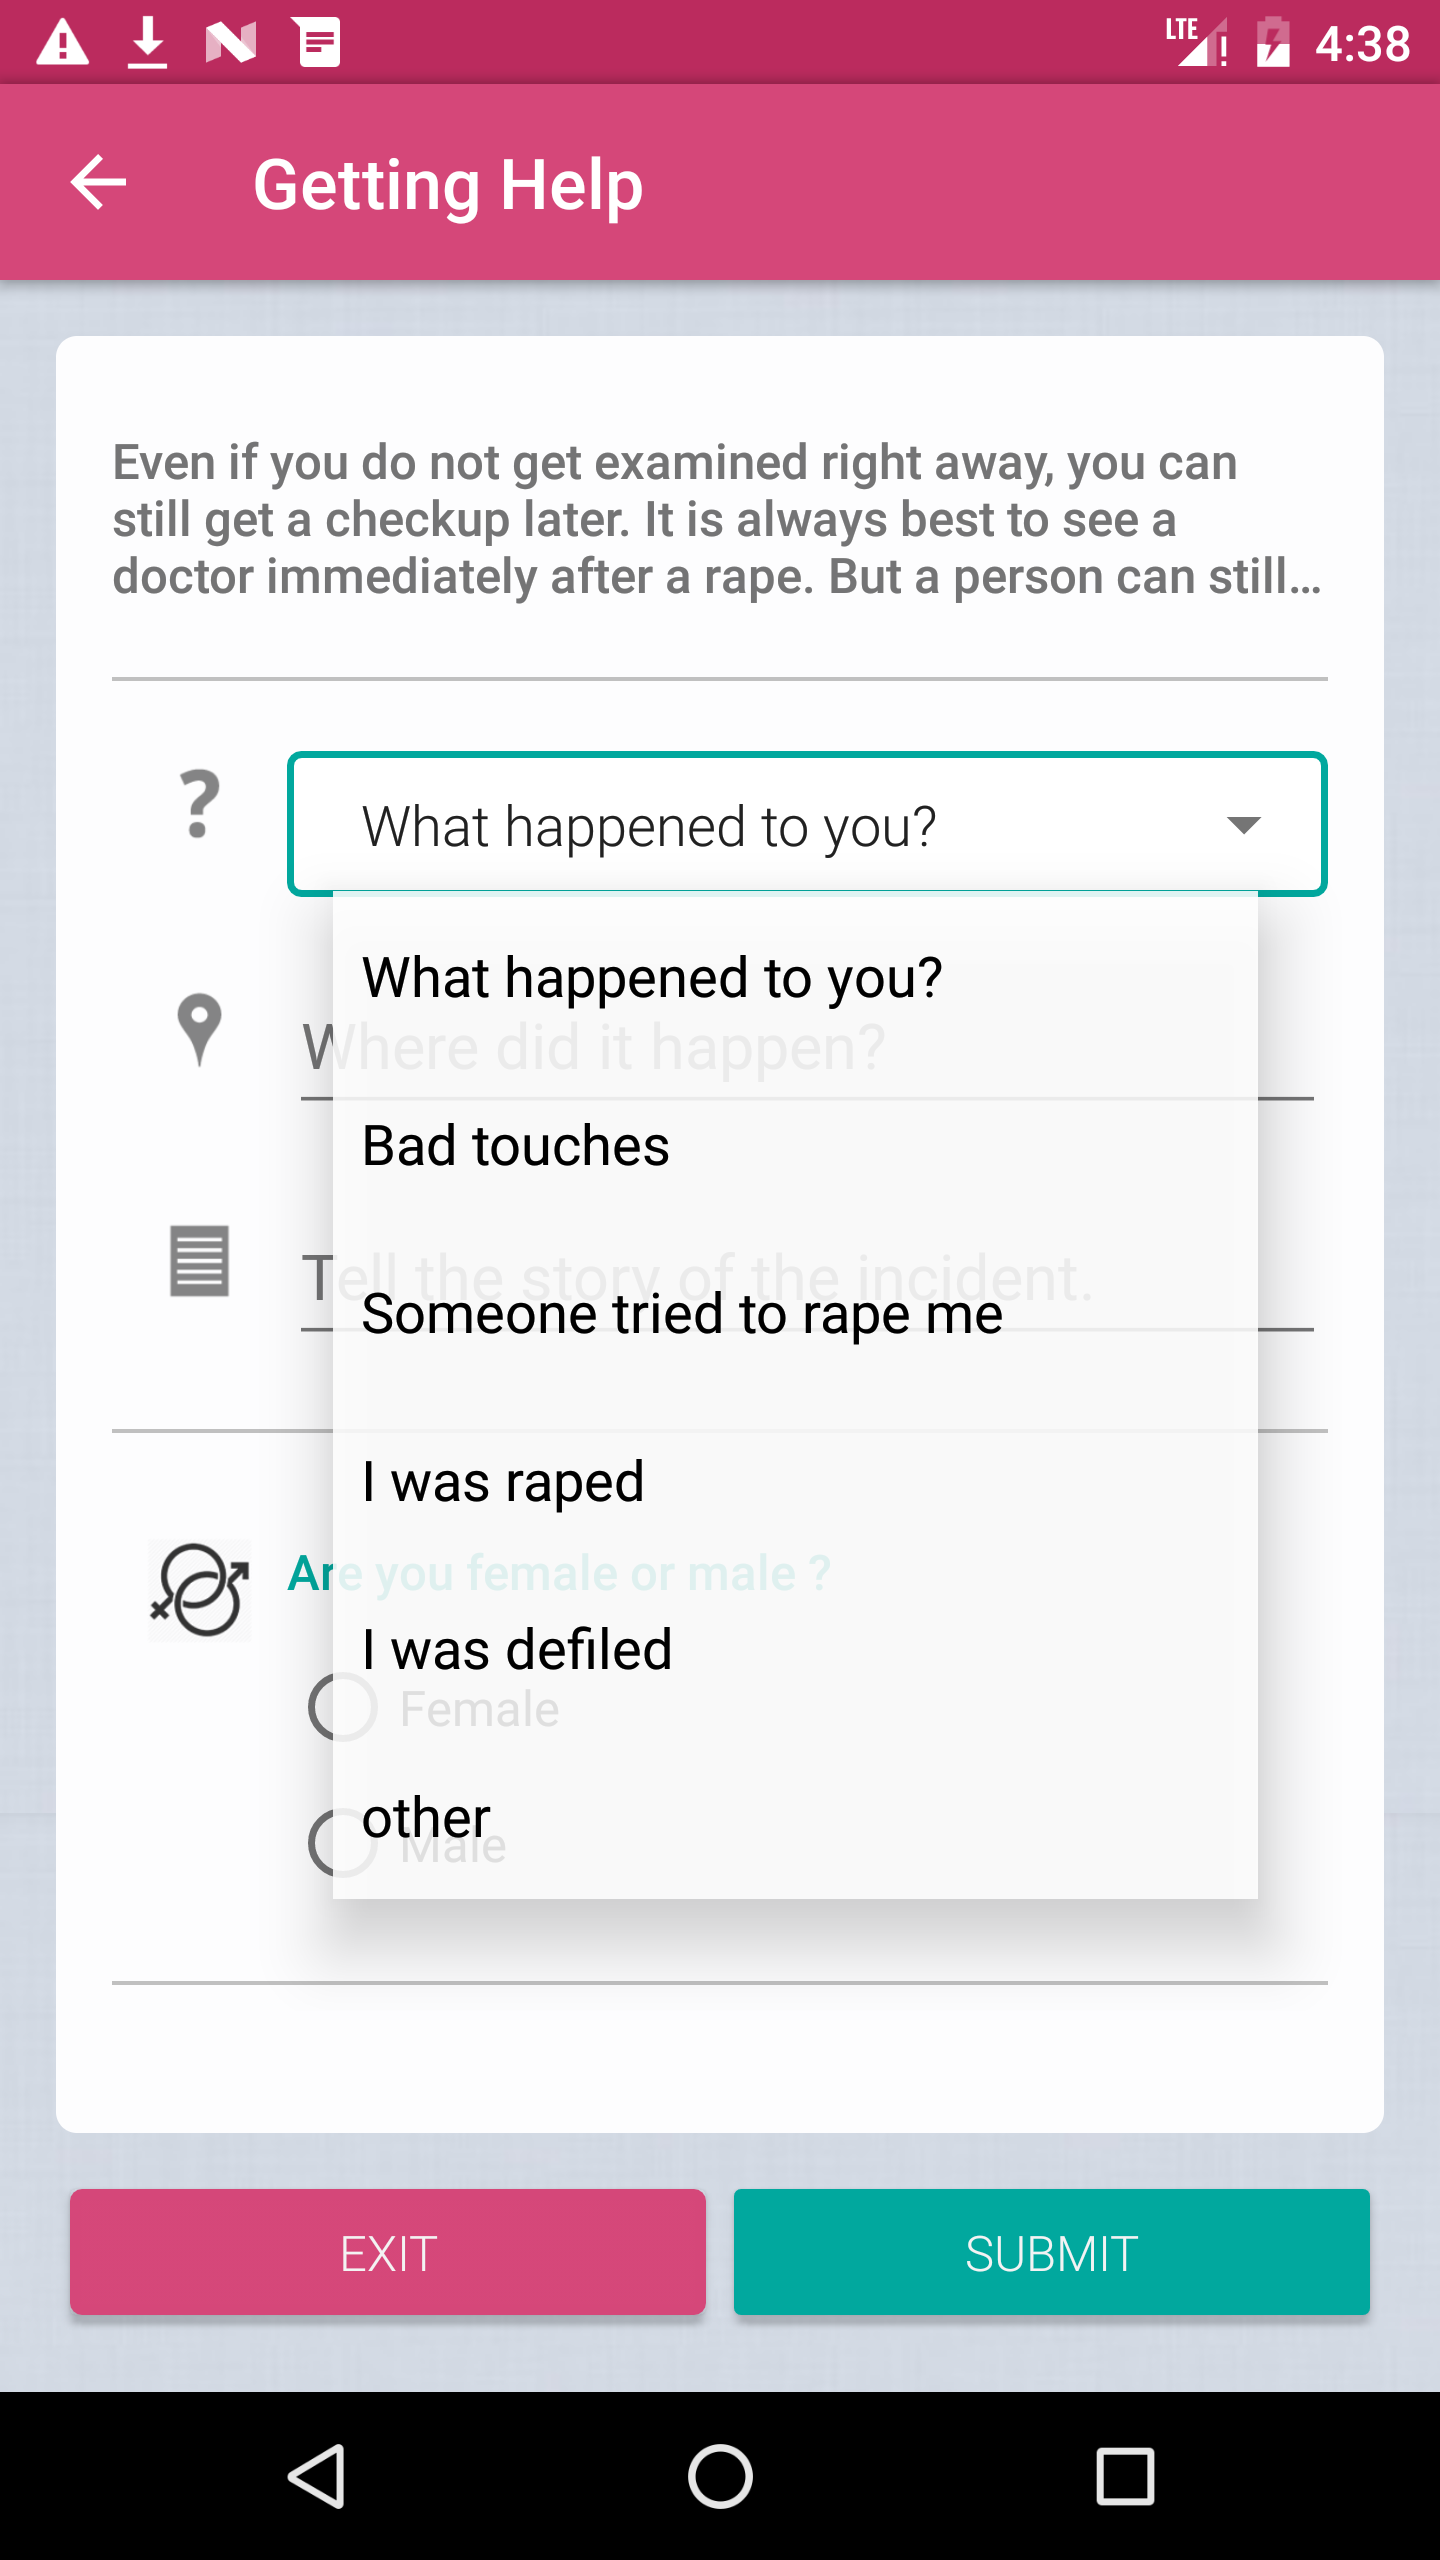 LTE 4:38
Getting Help
Even if you do not get examined right away, you can
still get a checkup later. It is always best to see a
doctor immediately after a rape. But a person can still...
What happened to you?
What happened to you?
Where did it happen?
Bad touches
Tell the story of the incident.
Someone tried to rape me
I was raped
Are you female or male ?
I was defiled
Female
other
Male
EXIT
SUBMIT